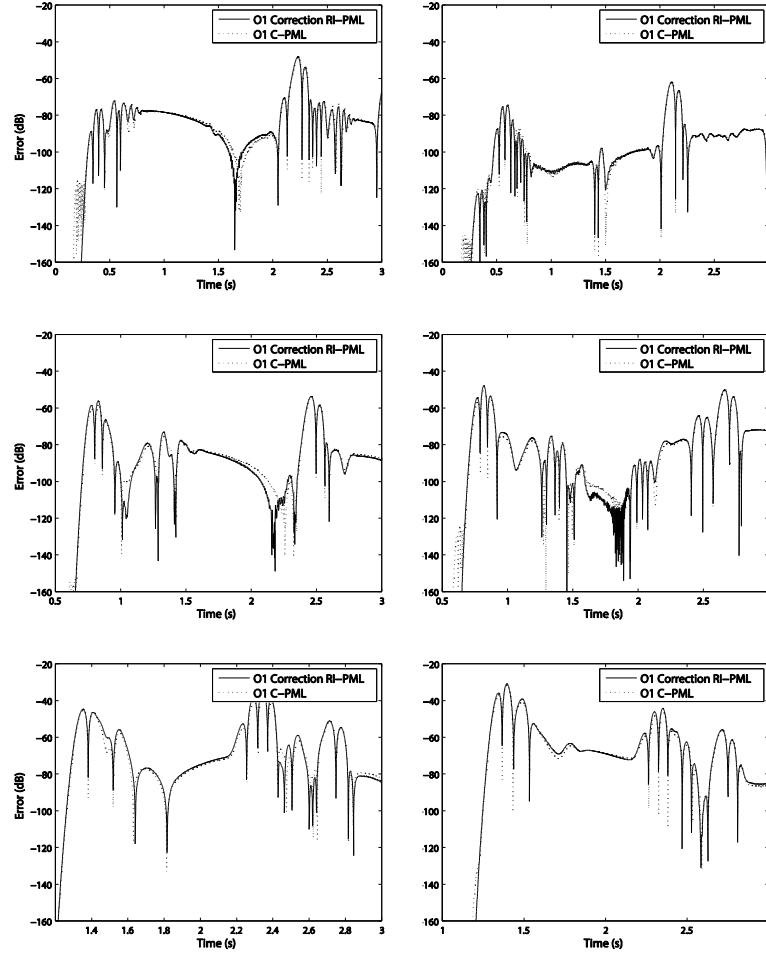 O1 Correction RI-PML
O1 C-PML
-20
-40
-60
-80
-100
-120
-140
-160
Error (dB)
0 0.5 1 1.5 2 2.5 3
Time (s)
O1 Correction RI-PML
O1 C-PML
-20
-40
-60
-80
-100
-120
-140
-160
0 0.5 1 1.5 2 2.5
Time (s)
O1 Correction RI-PML
O1 C-PML
-20
-40
-60
-80
-100
-120
-140
-160
Error (dB)
0.5 1 1.5 2 2.5 3
Time (s)
O1 Correction RI-PML
O1 C-PML
-20
-40
-60
-80
-100
-120
-140
-160
0.5 1 1.5 2 2.5
Time (s)
O1 Correction RI-PML
O1 C-PML
-20
-40
-60
-80
-100
-120
-140
-160
Error (dB)
1.4 1.6 1.8 2 2.2 2.4 2.6 2.8 3
Time (s)
O1 Correction RI-PML
O1 C-PML
-20
-40
-60
-80
-100
-120
-140
-160
1 1.5 2 2.5
Time (s)